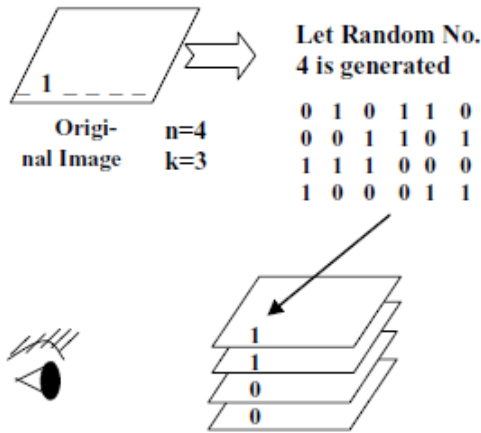 Let Random No.
4 is generated
1
Origi-
nal Image
n=4
k=3
0 1 0 1 1 0
0 0 1 1 0 1
1 1 1 0 0 0
1 0 0 0 1 1
1
1
0
0